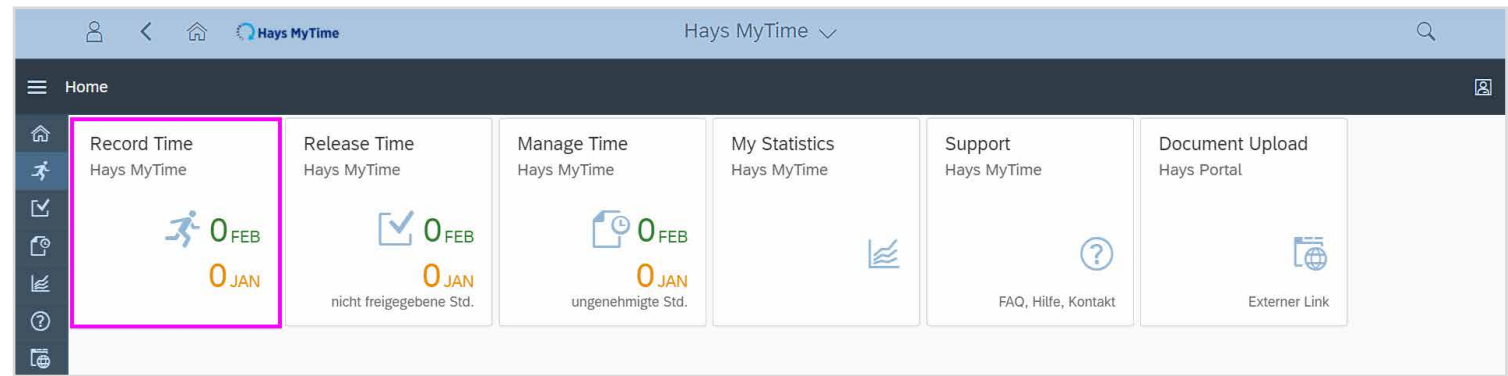 Hays MyTime
Hays MyTime
Home
Record Time
Hays MyTime
0 FEB
0 JAN
Release Time
Hays MyTime
0 FEB
0 JAN
nicht freigegebene Std.
Manage Time
Hays MyTime
0 FEB
0 JAN
ungenehmigte Std.
My Statistics
Hays MyTime
Support
Hays MyTime
FAQ, Hilfe, Kontakt
Document Upload
Hays Portal
Externer Link